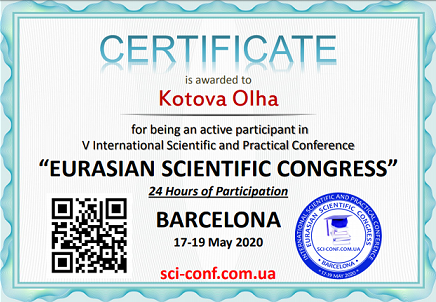 CERTIFICATE
is awarded to
Kotova Olha
for being an active participant in
V International Scientific and Practical Conference
“EURASIAN SCIENTIFIC CONGRESS”
24 Hours of Participation
BARCELONA
17-19 May 2020
sci-conf.com.ua
INTERNATIONAL SCIENTIFIC AND PRACTICAL CONFERENCE
EURASIAN SCIENTIFIC CONGRESS
SCI-CONF.COM.UA
BARCELONA
17-19 MAY 2020